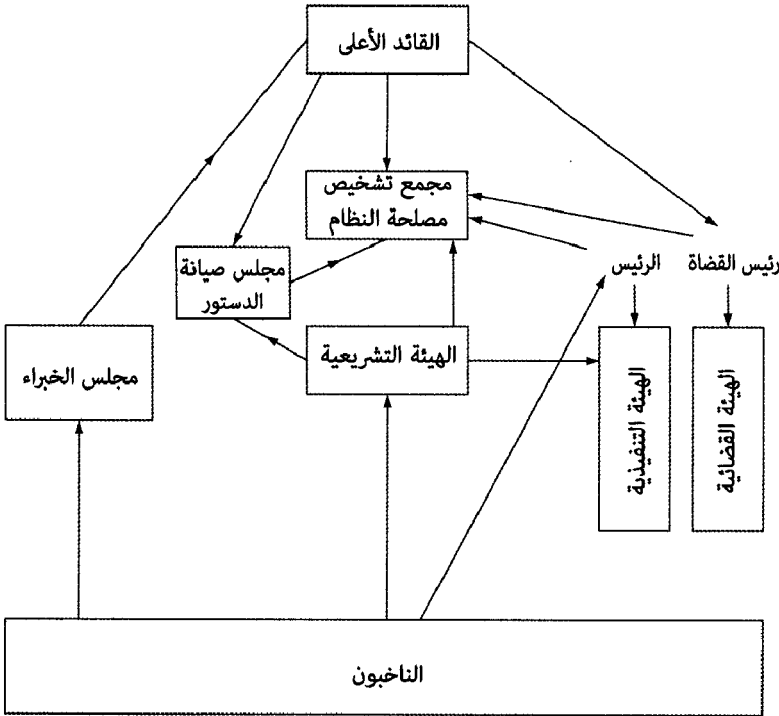 القائد الأعلى
مجمع تشخيص
مصلحة النظام
رئيس القضاة
الرئيس
مجلس صيانة
الدستور
الهيئة التشريعية
مجلس الخبراء
الهيئة القضائية
الهيئة التنفيذية
الناخبون